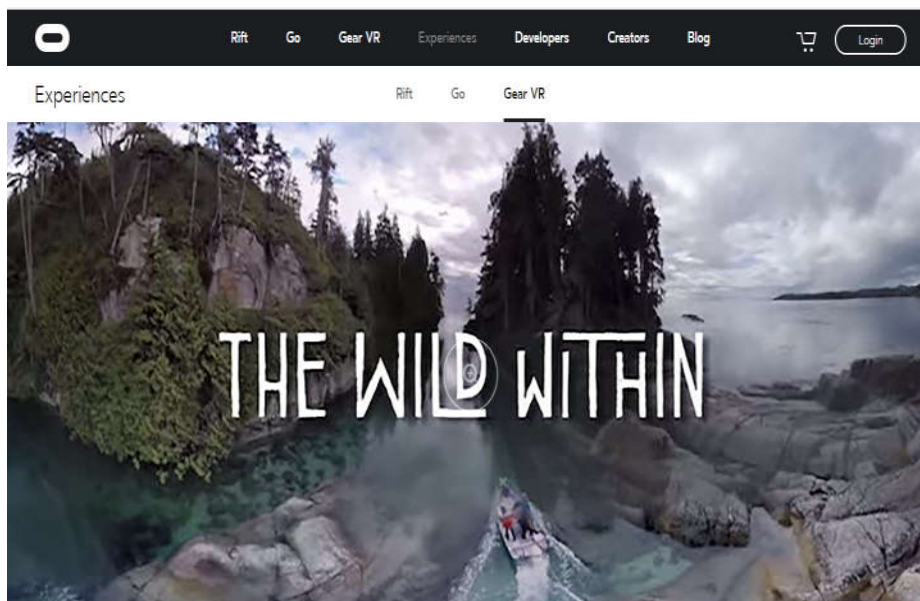 Rift Go Gear VR Experiences Developers Creators Blog Login
Experiences Rift Go Gear VR
THE WILD WITHIN